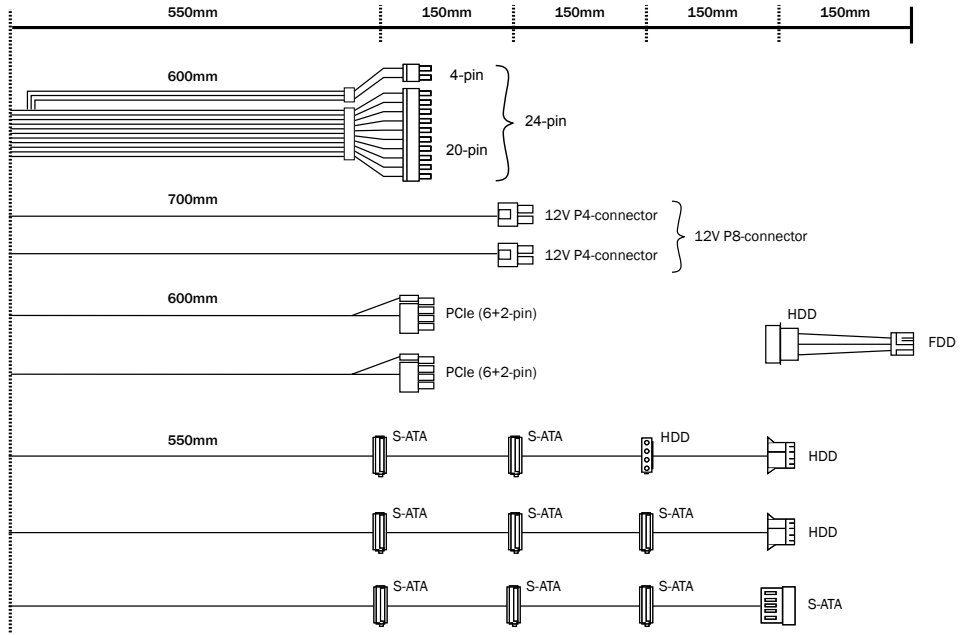 550mm 150mm 150mm 150mm 150mm
600mm
4-pin
24-pin
20-pin
700mm
12V P4-connector
12V P8-connector
12V P4-connector
600mm
PCIe (6+2-pin)
HDD
FDD
PCIe (6+2-pin)
550mm
S-ATA S-ATA HDD
HDD
S-ATA S-ATA S-ATA
HDD
S-ATA S-ATA S-ATA
S-ATA